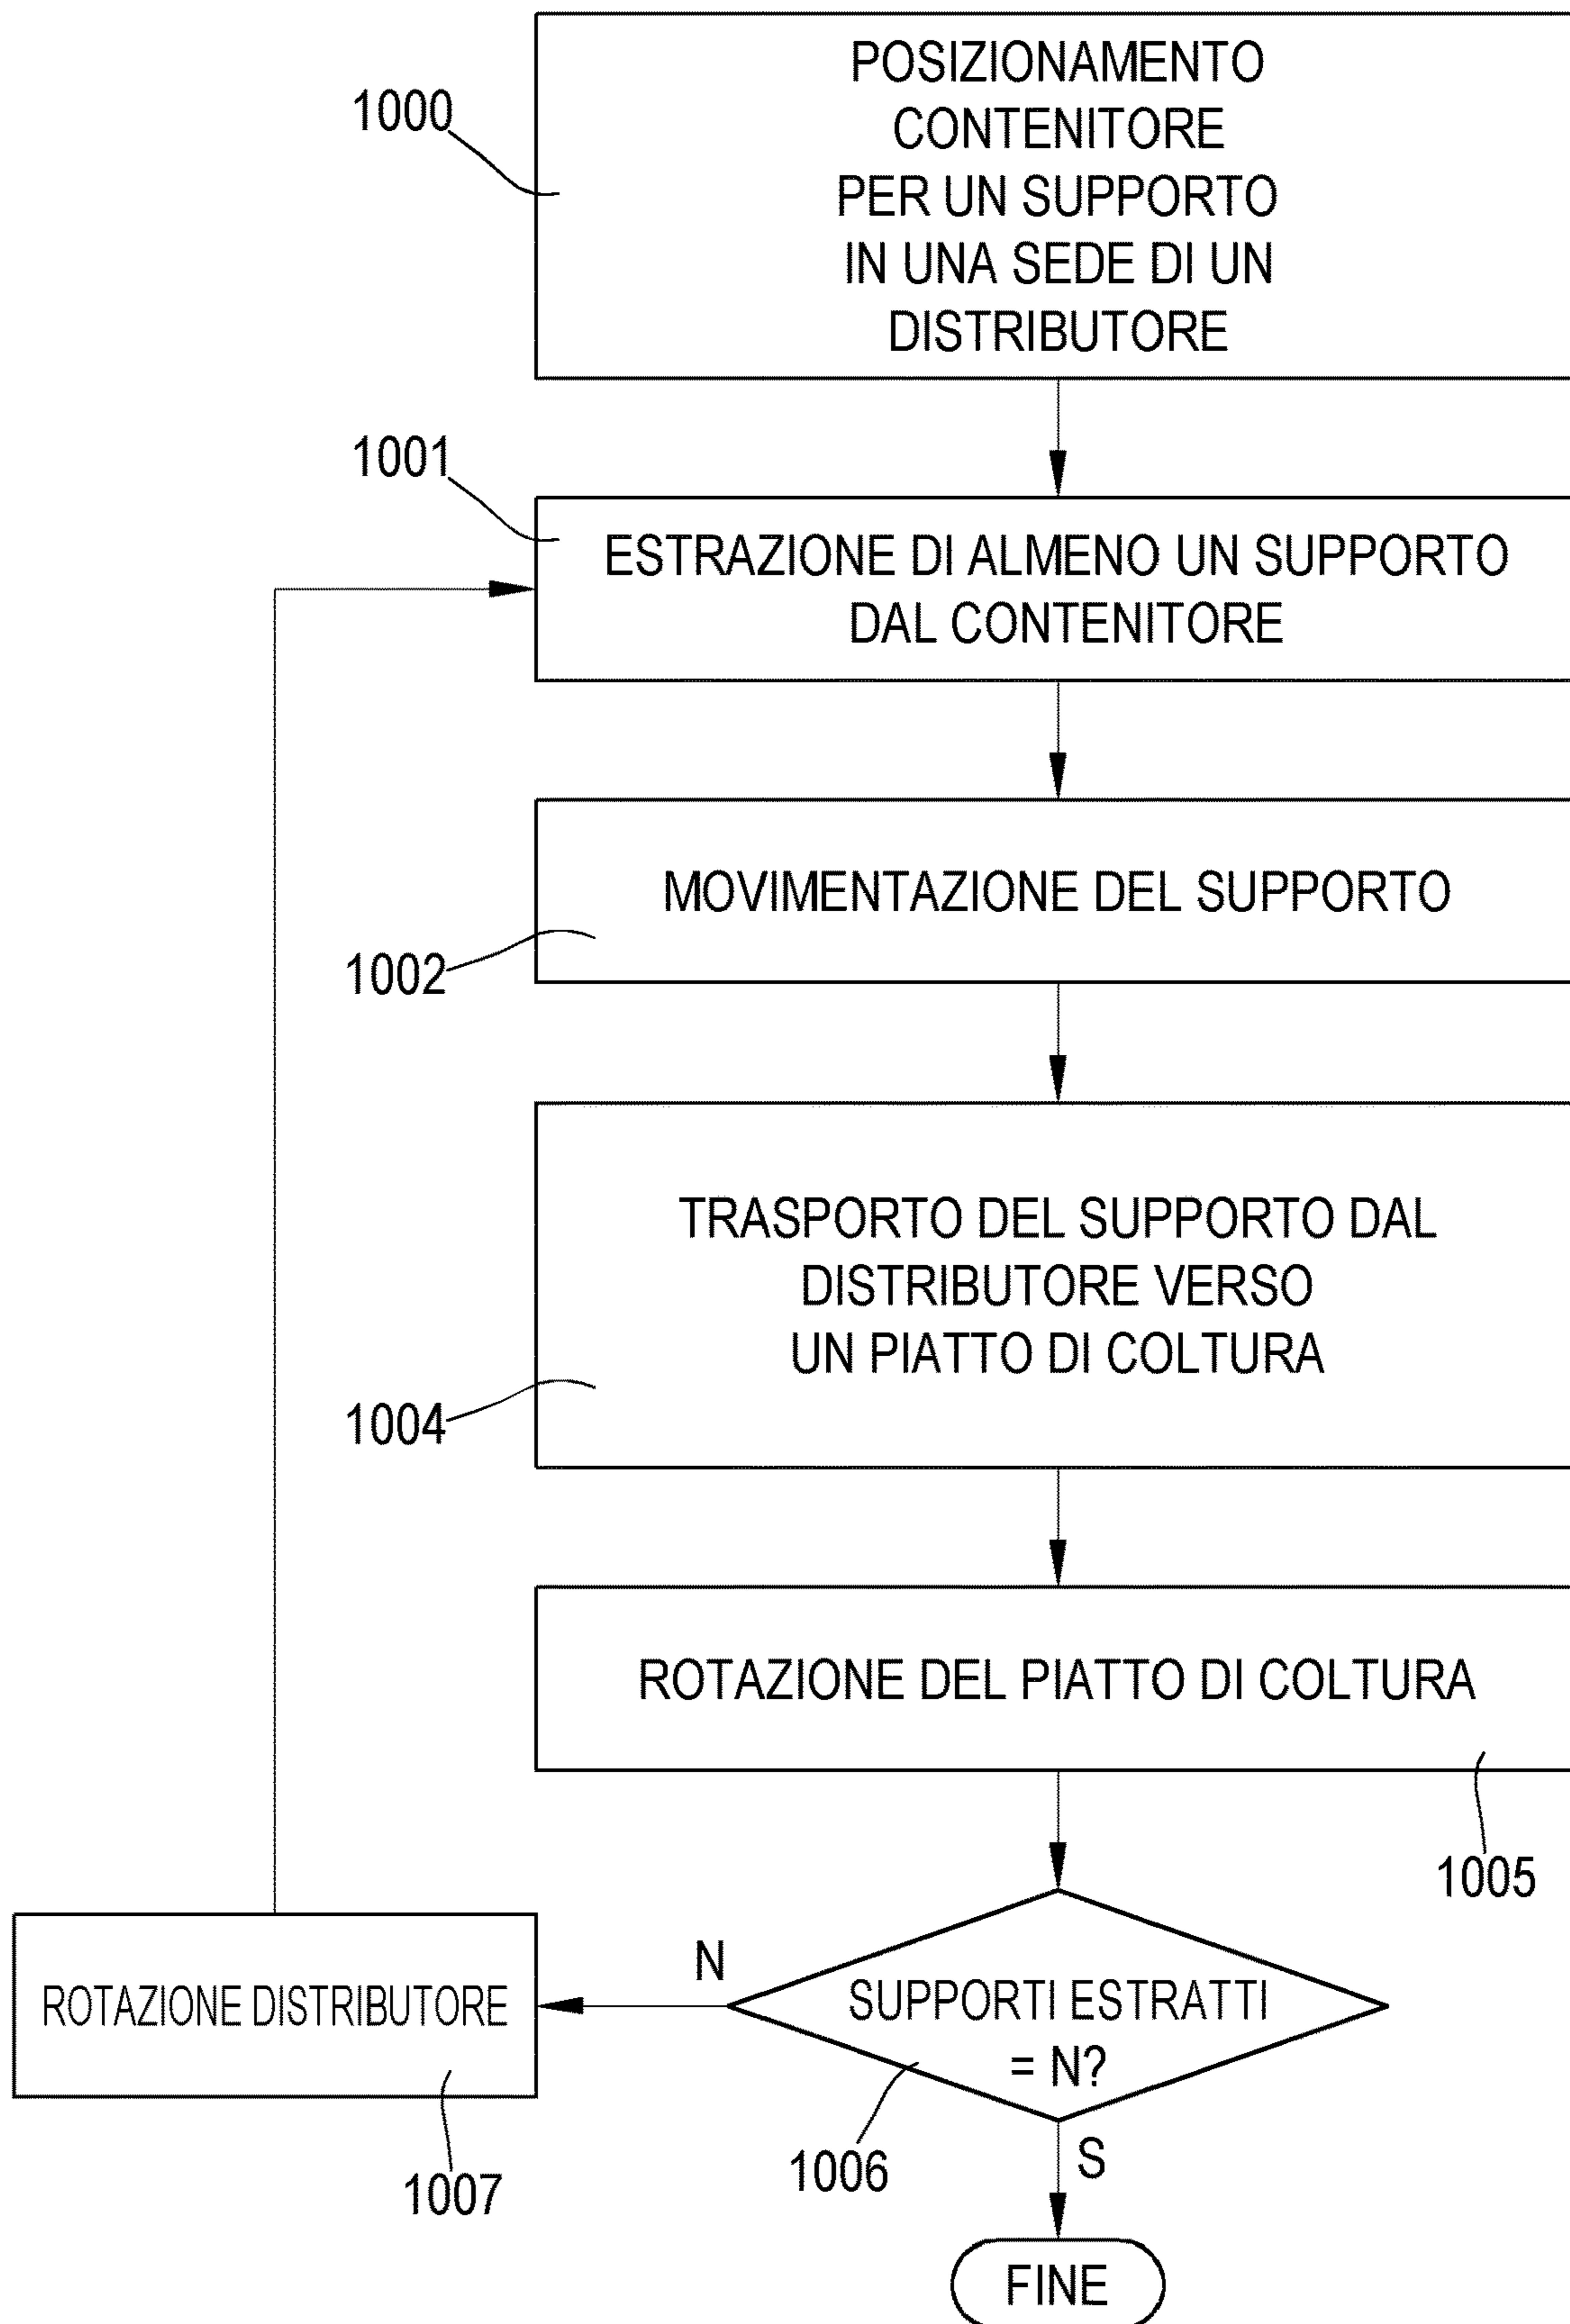 1000
POSIZIONAMENTO
CONTENITORE
PER UN SUPPORTO
IN UNA SEDE DI UN
DISTRIBUTORE
1001
ESTRAZIONE DI ALMENO UN SUPPORTO
DAL CONTENITORE
MOVIMENTAZIONE DEL SUPPORTO
1002
TRASPORTO DEL SUPPORTO DAL
DISTRIBUTORE VERSO
UN PIATTO DI COLTURA
1004
ROTAZIONE DEL PIATTO DI COLTURA
1005
N
ROTAZIONE DISTRIBUTORE
SUPPORTI ESTRATTI
= N?
1006
S
1007
FINE